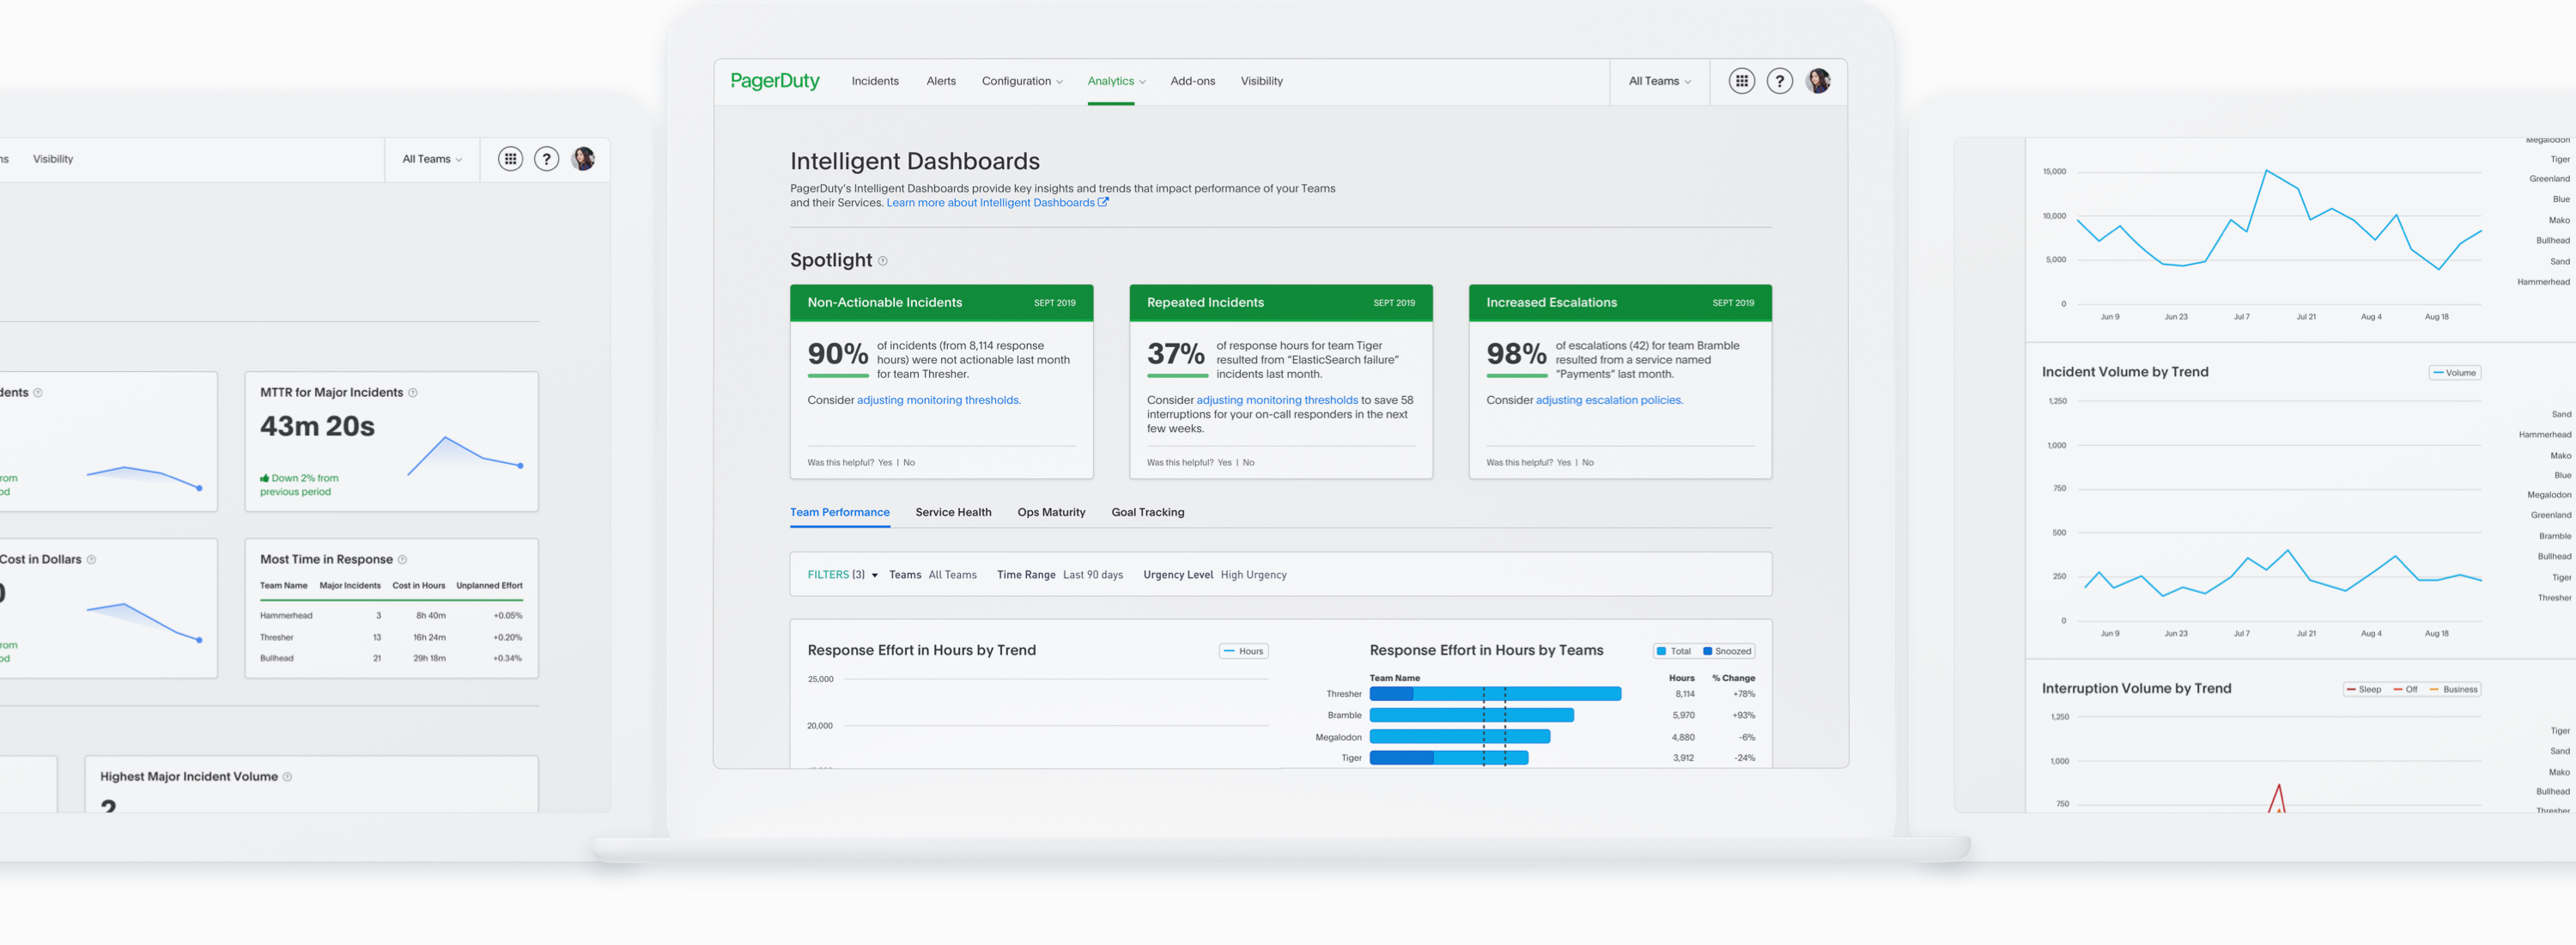 Visibility
All Teams
?
MTTR for Major Incidents
43m 20s
Down 2% from
previous period
Cost in Dollars
Most Time in Response
Team Name Major Incidents Cost in Hours Unplanned Effort
Hammerhead 3 8h 40m +0.05%
Thresher 13 16h 24m +0.20%
Bullhead 21 29h 18m +0.34%
Highest Major Incident Volume
2
PagerDuty Incidents Alerts Configuration Analytics Add-ons Visibility All Teams ?
Intelligent Dashboards
PagerDuty's Intelligent Dashboards provide key insights and trends that impact performance of your Teams
and their Services. Learn more about Intelligent Dashboards
Spotlight
Non-Actionable Incidents SEPT 2019
90%
of incidents (from 8,114 response
hours) were not actionable last month
for team Thresher.
Consider adjusting monitoring thresholds.
Was this helpful? Yes | No
Repeated Incidents SEPT 2019
37%
of response hours for team Tiger
resulted from “ElasticSearch failure”
incidents last month.
Consider adjusting monitoring thresholds to save 58
interruptions for your on-call responders in the next
few weeks.
Was this helpful? Yes | No
Increased Escalations SEPT 2019
98%
of escalations (42) for team Bramble
resulted from a service named
“Payments” last month.
Consider adjusting escalation policies.
Was this helpful? Yes | No
Team Performance Service Health Ops Maturity Goal Tracking
FILTERS (3) Teams All Teams Time Range Last 90 days Urgency Level High Urgency
Response Effort in Hours by Trend Hours
25,000
20,000
Response Effort in Hours by Teams Total Snoozed
Team Name Hours % Change
Thresher 8,114 +78%
Bramble 5,970 +93%
Megalodon 4,880 -6%
Tiger 3,912 -24%
15,000
10,000
5,000
0
Jun 9 Jun 23 Jul 7 Jul 21 Aug 4 Aug 18
Megalodon
Tiger
Greenland
Blue
Mako
Bullhead
Sand
Hammerhead
Incident Volume by Trend Volume
1,250
1,000
750
500
250
0
Jun 9 Jun 23 Jul 7 Jul 21 Aug 4 Aug 18
Sand
Hammerhead
Mako
Blue
Megalodon
Greenland
Bramble
Bullhead
Tiger
Thresher
Interruption Volume by Trend Sleep Off Business
1,250
1,000
750
Tiger
Sand
Mako
Bullhead
Thresher